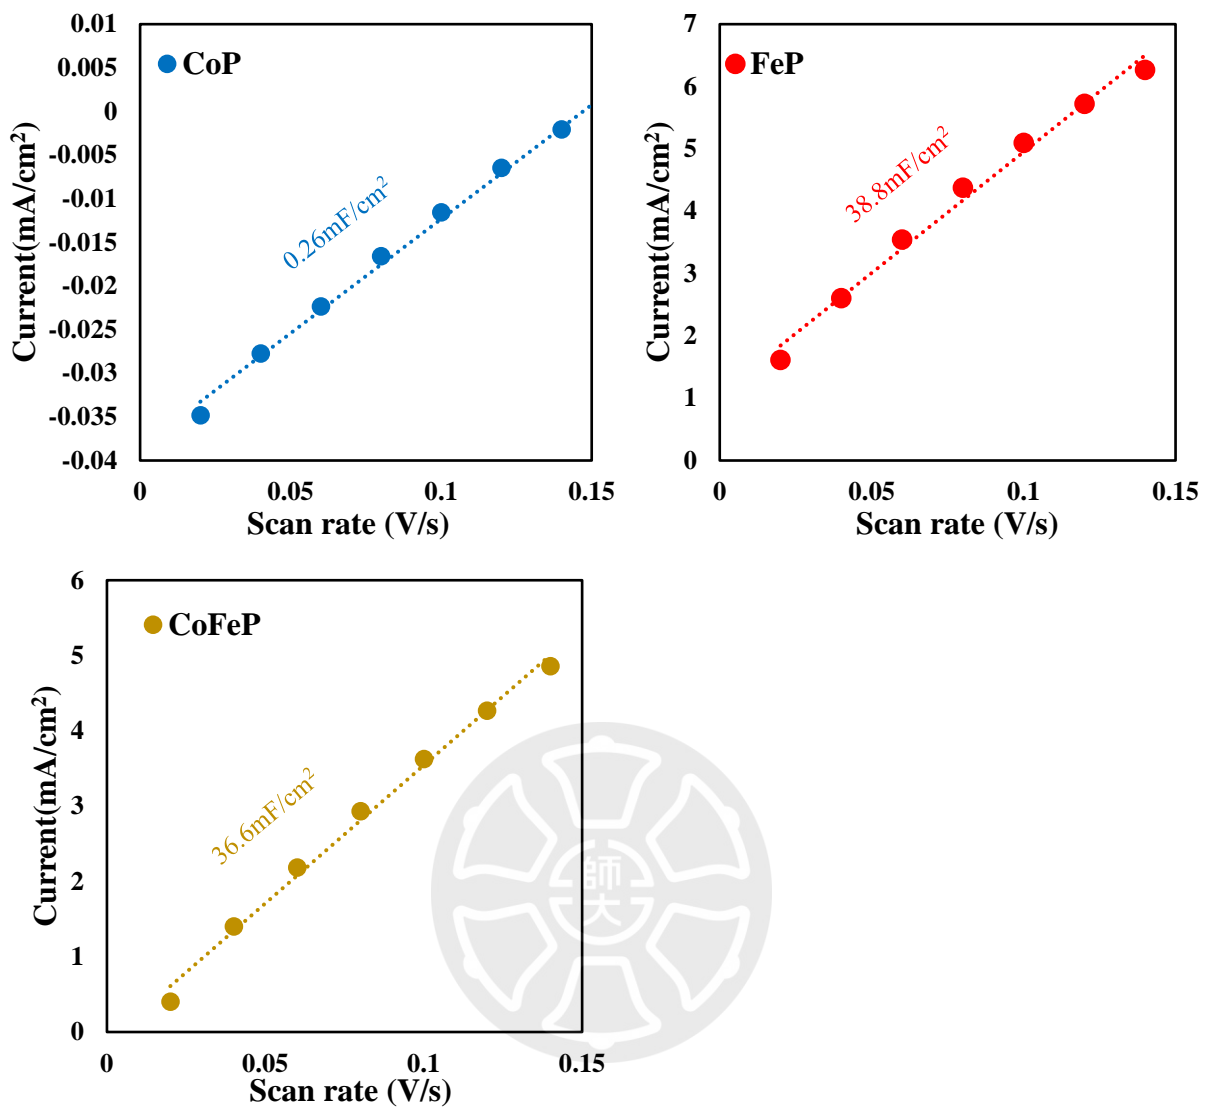 0.01
0.005
0
-0.005
-0.01
-0.015
-0.02
-0.025
-0.03
-0.035
-0.04
Current(mA/cm²)
CoP
0.26mF/cm²
0 0.05 0.1 0.15
Scan rate (V/s)
7
6
5
4
3
2
1
0
Current(mA/cm²)
FeP
38.8mF/cm²
0 0.05 0.1 0.15
Scan rate (V/s)
6
5
4
3
2
1
0
Current(mA/cm²)
CoFeP
36.6mF/cm²
0 0.05 0.1 0.15
Scan rate (V/s)
師大